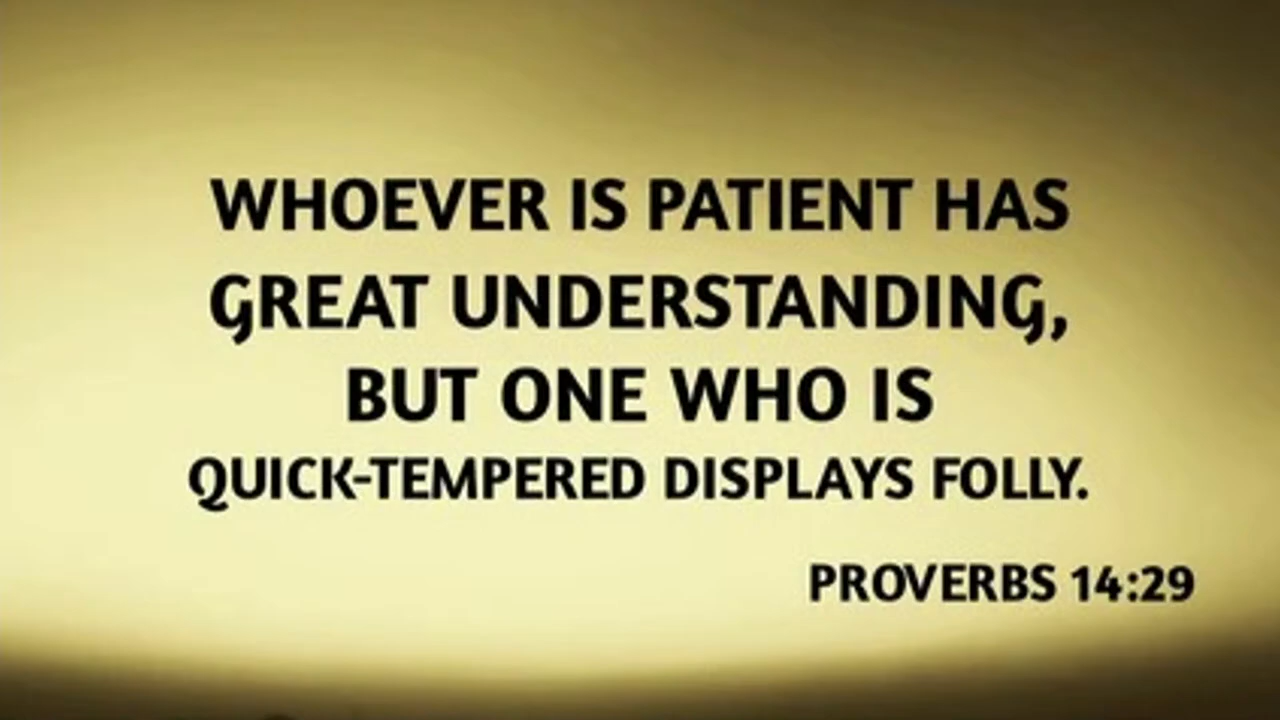 WHOEVER IS PATIENT HAS
GREAT UNDERSTANDING,
BUT ONE WHO IS
QUICK-TEMPERED DISPLAYS FOLLY.
PROVERBS 14:29